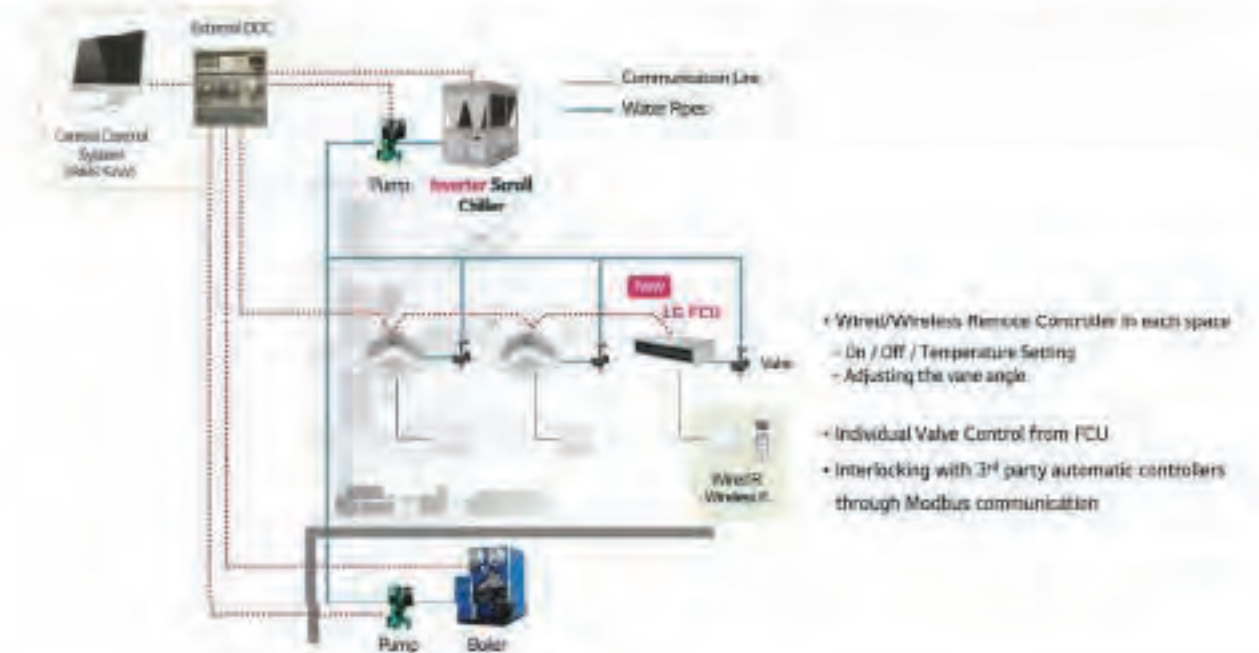 External DDC
Communication Line
Water Pipes
Central Control
System
Pump
Inverter Scroll
Chiller
New
LG FCU
Valve
• Wired/Wireless Remote Controller in each space
- On / Off / Temperature Setting
- Adjusting the vane angle
• Individual Valve Control from FCU
• Interlocking with 3rd party automatic controllers
through Modbus communication
Wired R
Wireless R
Pump
Boiler